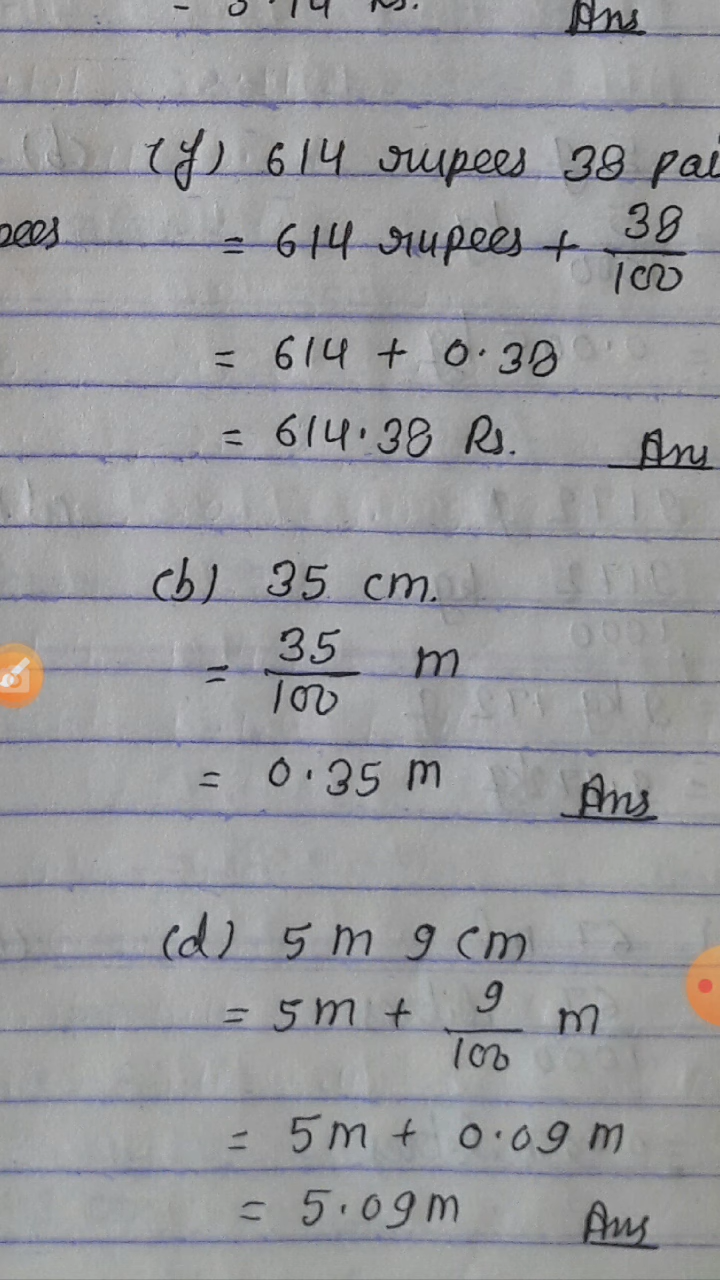 Ans
(f) 614 rupees 38 pai
= 614 rupees + 38/100
= 614 + 0.38
= 614.38 Rs. Ans
(b) 35 cm.
= 35/100 m
= 0.35 m Ans
(d) 5 m 9 cm
= 5m + 9/100 m
= 5m + 0.09 m
= 5.09m Ans